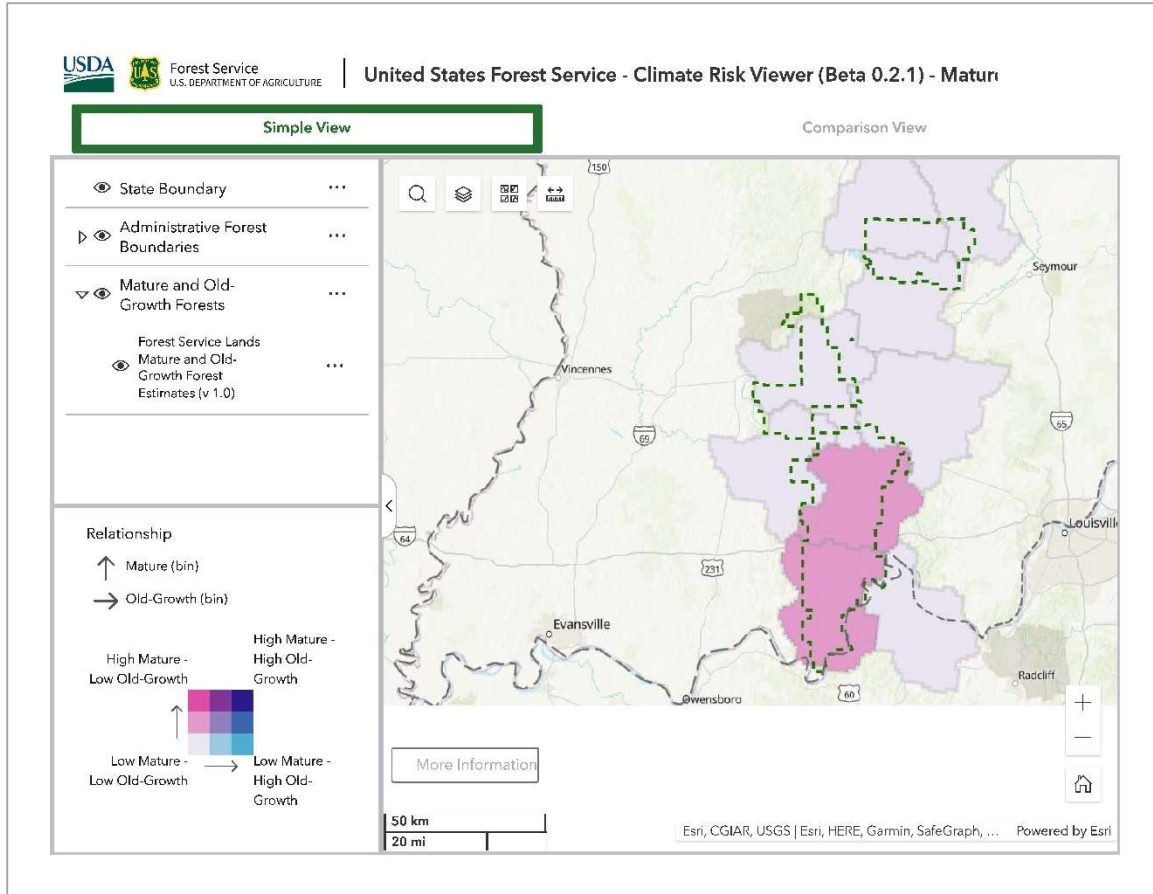 USDA
UAS
Forest Service
U.S. DEPARTMENT OF AGRICULTURE
United States Forest Service - Climate Risk Viewer (Beta 0.2.1) - Matur
Simple View
Comparison View
State Boundary
Administrative Forest
Boundaries
Mature and Old-
Growth Forests
Forest Service Lands
Mature and Old-
Growth Forest
Estimates (v 1.0)
150
Seymour
Vincennes
69
65
64
Louisvill
231
Evansville
Owensboro
60
Radcliff
Relationship
Mature (bin)
Old-Growth (bin)
High Mature -
Low Old-Growth
High Mature -
High Old-
Growth
Low Mature -
Low Old-Growth
Low Mature -
High Old-
Growth
More Information
50 km
20 mi
Esri, CGIAR, USGS | Esri, HERE, Garmin, SafeGraph, ...
Powered by Esri